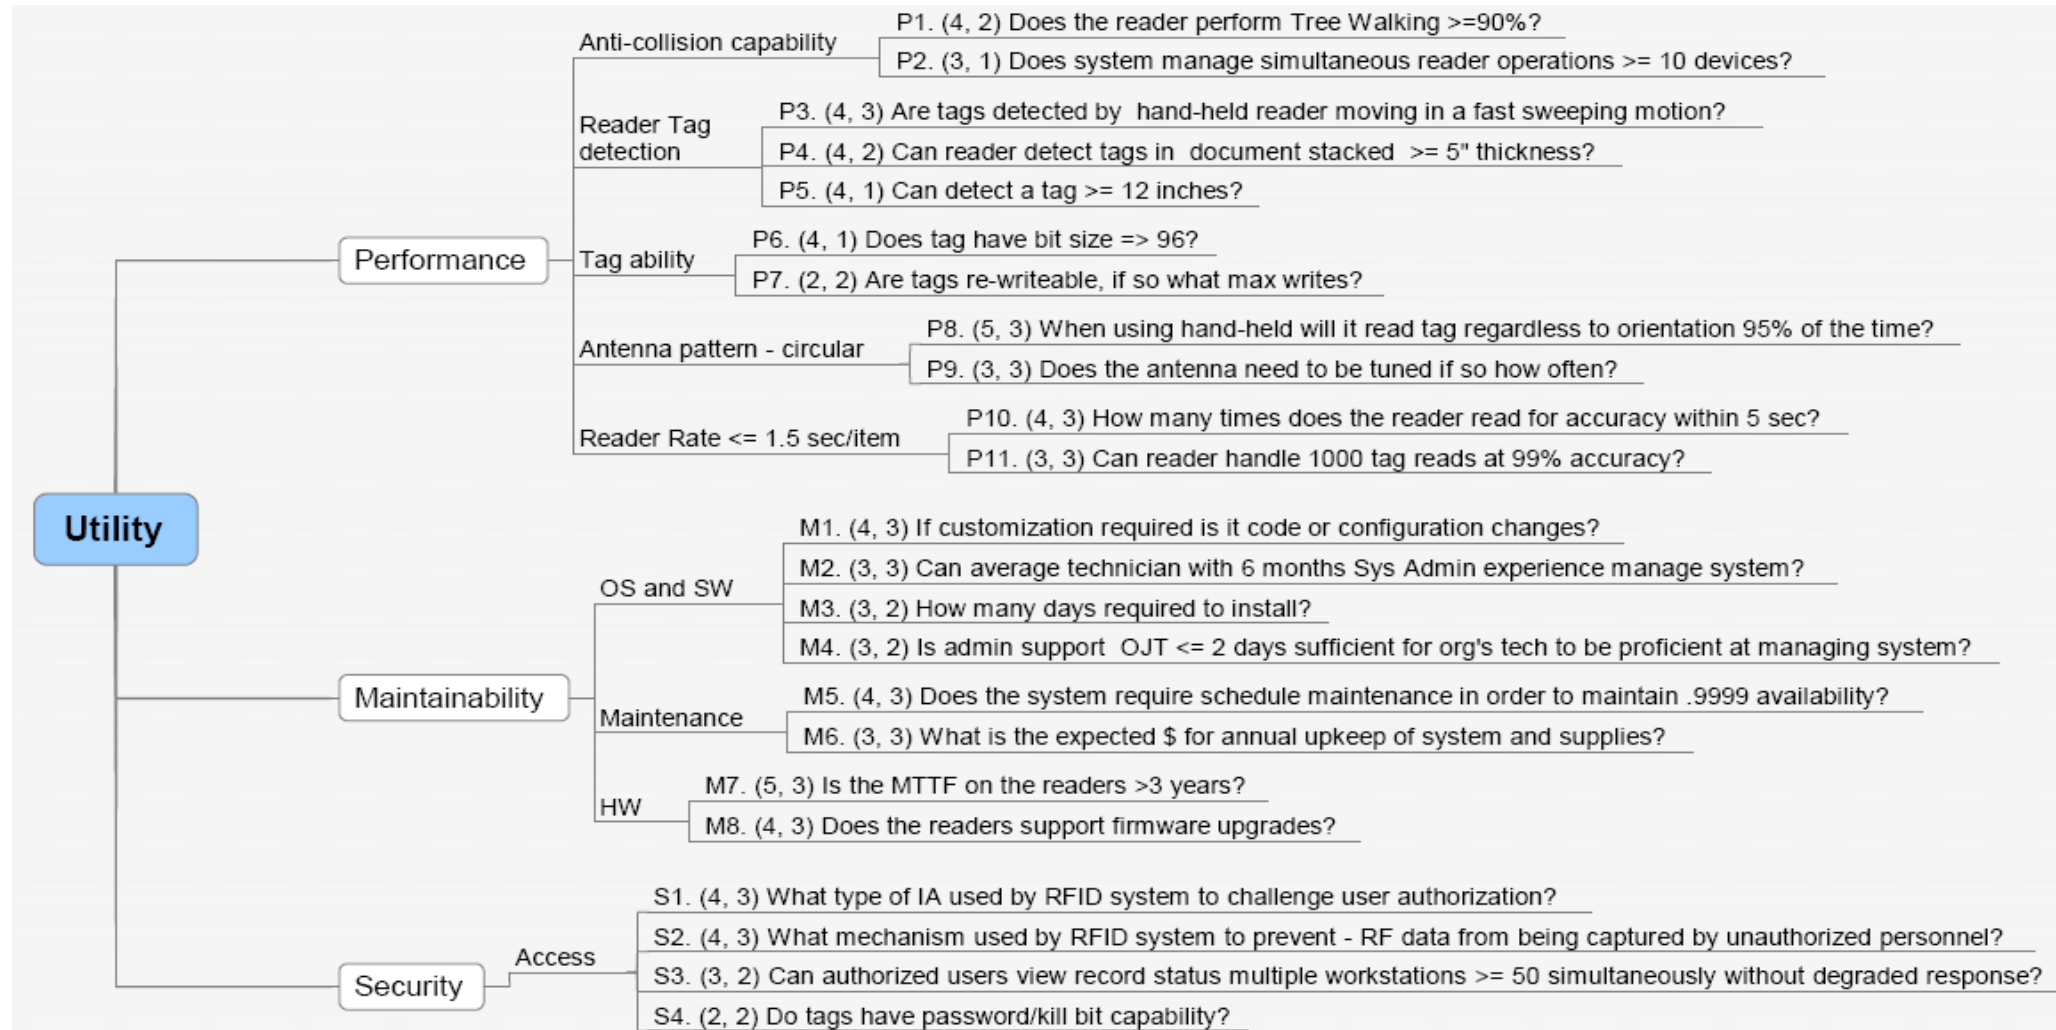 Utility
Performance
Anti-collision capability
P1. (4, 2) Does the reader perform Tree Walking >=90%?
P2. (3, 1) Does system manage simultaneous reader operations >= 10 devices?
Reader Tag
detection
P3. (4, 3) Are tags detected by  hand-held reader moving in a fast sweeping motion?
P4. (4, 2) Can reader detect tags in  document stacked  >= 5" thickness?
P5. (4, 1) Can detect a tag >= 12 inches?
Tag ability
P6. (4, 1) Does tag have bit size => 96?
P7. (2, 2) Are tags re-writeable, if so what max writes?
Antenna pattern - circular
P8. (5, 3) When using hand-held will it read tag regardless to orientation 95% of the time?
P9. (3, 3) Does the antenna need to be tuned if so how often?
Reader Rate <= 1.5 sec/item
P10. (4, 3) How many times does the reader read for accuracy within 5 sec?
P11. (3, 3) Can reader handle 1000 tag reads at 99% accuracy?
Maintainability
OS and SW
M1. (4, 3) If customization required is it code or configuration changes?
M2. (3, 3) Can average technician with 6 months Sys Admin experience manage system?
M3. (3, 2) How many days required to install?
M4. (3, 2) Is admin support  OJT <= 2 days sufficient for org's tech to be proficient at managing system?
Maintenance
M5. (4, 3) Does the system require schedule maintenance in order to maintain .9999 availability?
M6. (3, 3) What is the expected $ for annual upkeep of system and supplies?
HW
M7. (5, 3) Is the MTTF on the readers >3 years?
M8. (4, 3) Does the readers support firmware upgrades?
Security
Access
S1. (4, 3) What type of IA used by RFID system to challenge user authorization?
S2. (4, 3) What mechanism used by RFID system to prevent - RF data from being captured by unauthorized personnel?
S3. (3, 2) Can authorized users view record status multiple workstations >= 50 simultaneously without degraded response?
S4. (2, 2) Do tags have password/kill bit capability?